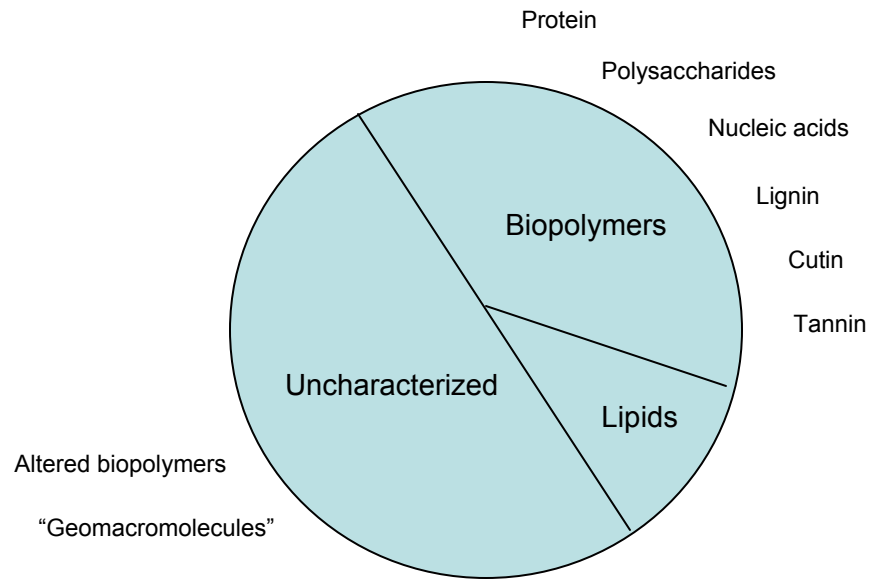 Protein
Polysaccharides
Nucleic acids
Lignin
Biopolymers
Cutin
Tannin
Uncharacterized
Lipids
Altered biopolymers
“Geomacromolecules”